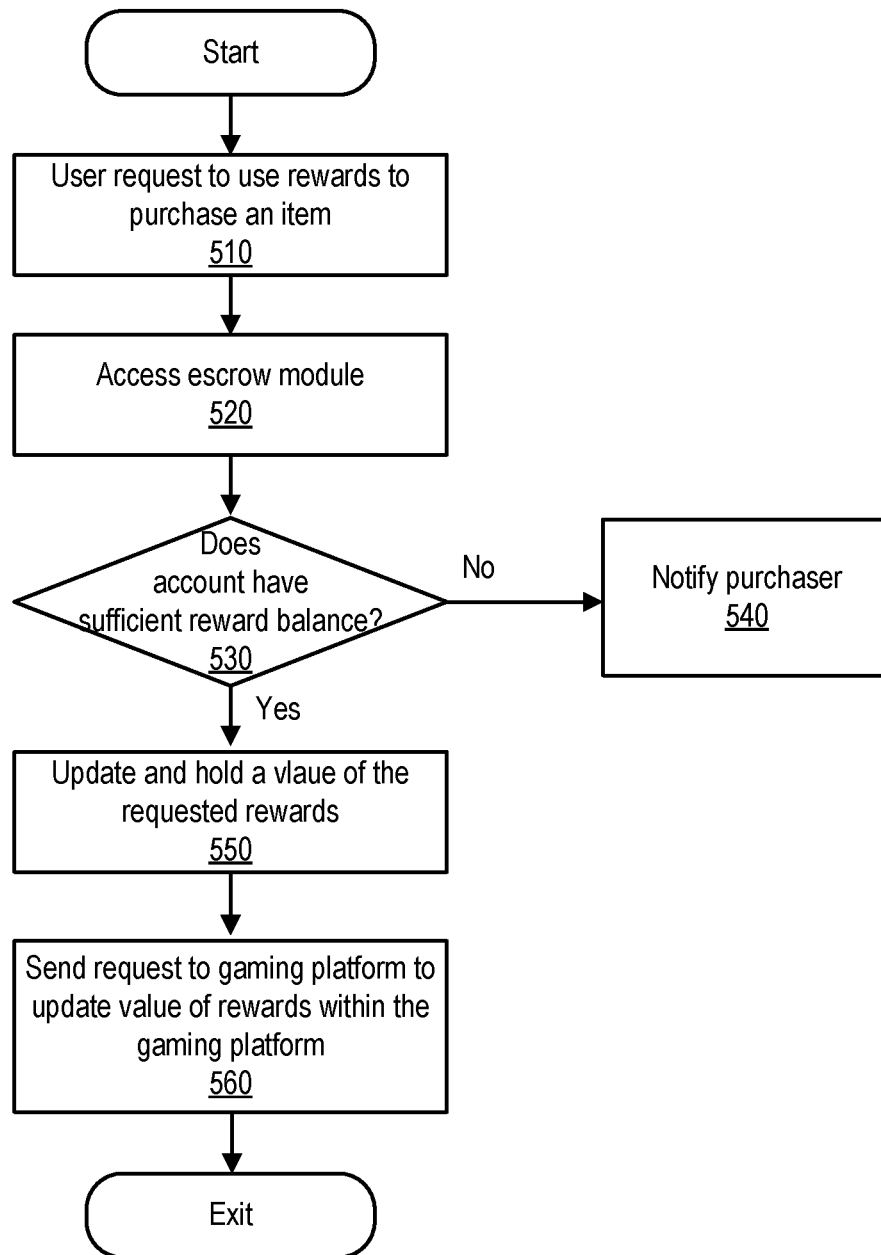 Start
User request to use rewards to
purchase an item
510
Access escrow module
520
Does
account have
sufficient reward balance?
530
No
Notify purchaser
540
Yes
Update and hold a vlaue of the
requested rewards
550
Send request to gaming platform to
update value of rewards within the
gaming platform
560
Exit